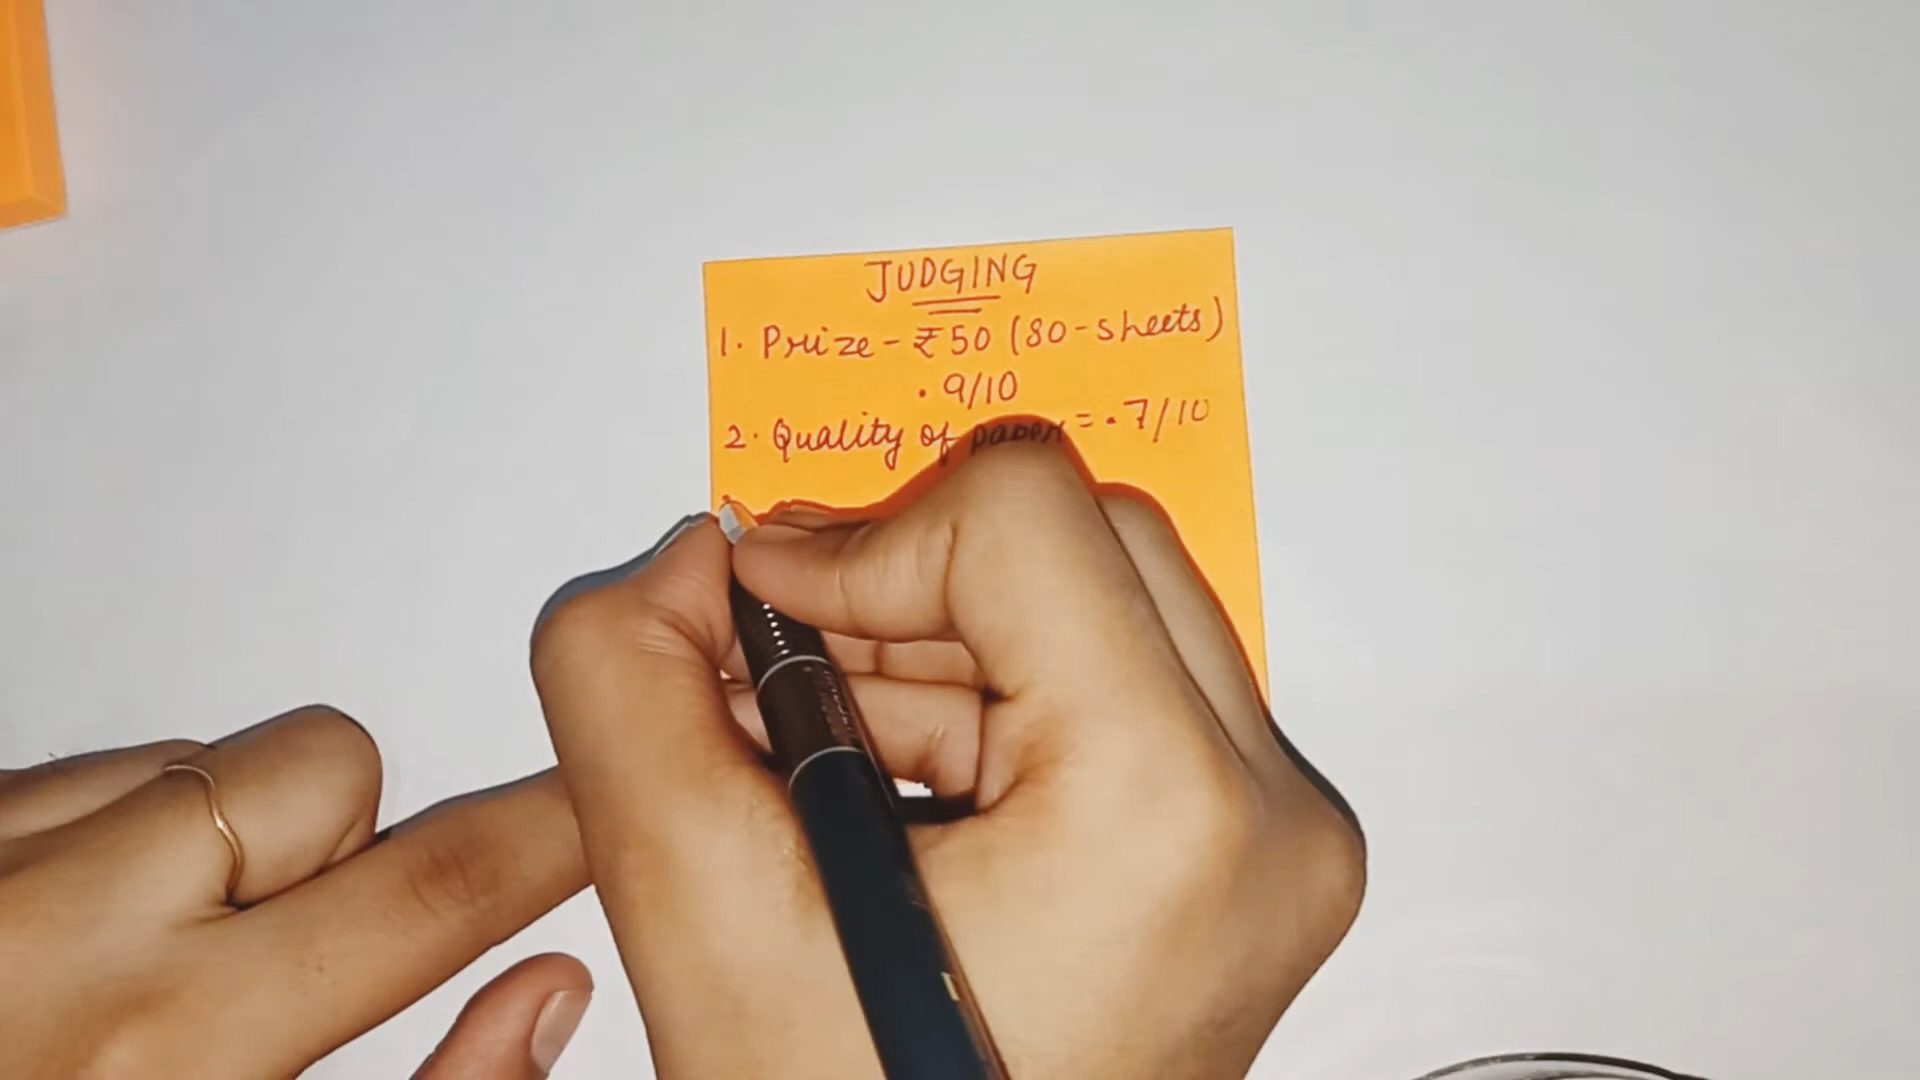 JUDGING
1. Prize - ₹50 (80-sheets)
. 9/10
2. Quality of paper = . 7/10